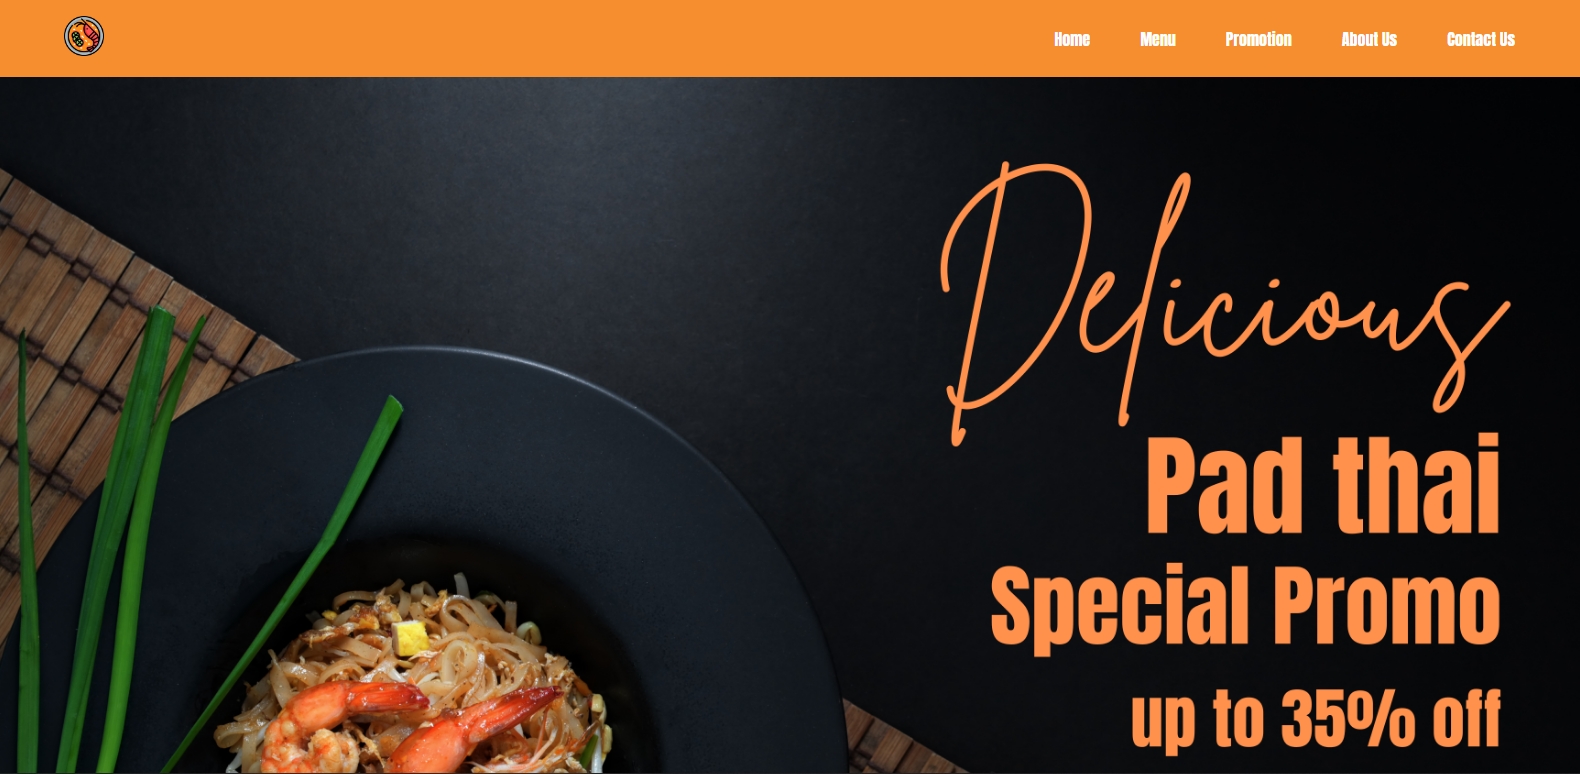 Home Menu Promotion About Us Contact Us
Delicious
Pad thai
Special Promo
up to 35% off